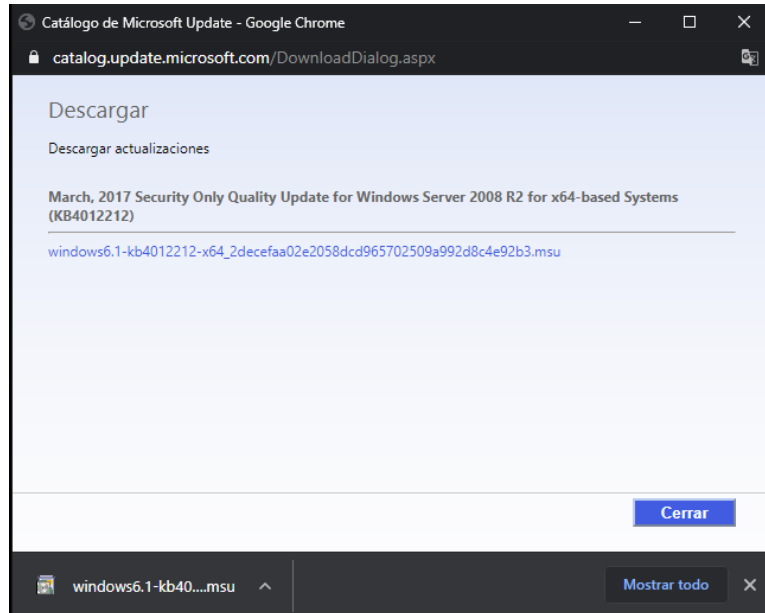 Catálogo de Microsoft Update - Google Chrome
catalog.update.microsoft.com/DownloadDialog.aspx
Descargar
Descargar actualizaciones
March, 2017 Security Only Quality Update for Windows Server 2008 R2 for x64-based Systems
(KB4012212)
windows6.1-kb4012212-x64_2decefaa02e2058dcd965702509a992d8c4e92b3.msu
Cerrar
windows6.1-kb40....msu
Mostrar todo